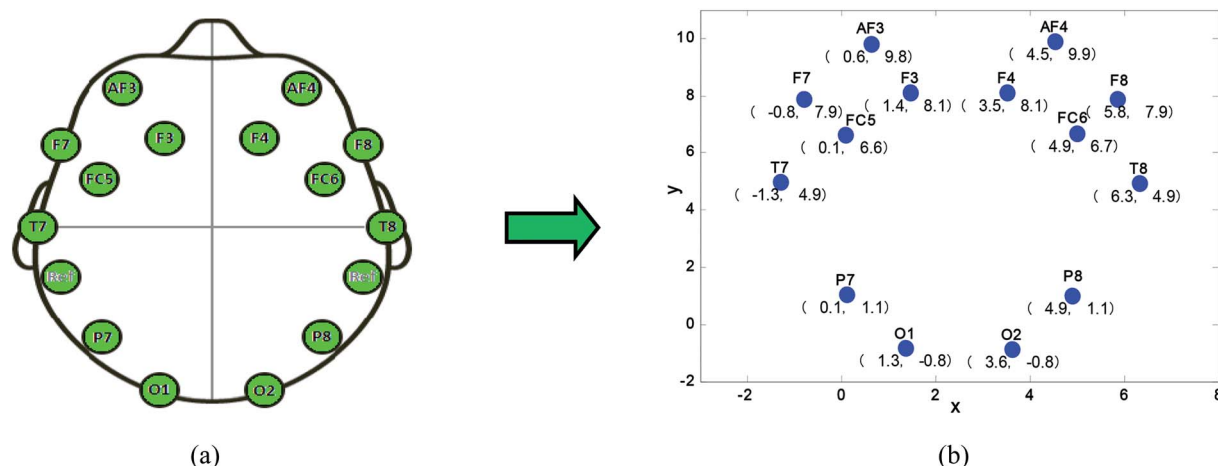 AF3
AF4
F3
F4
F7
F8
FC5
FC6
T7
T8
Ref
Ref
P7
P8
O1
O2
(a)
10
8
6
4
2
0
-2
y
AF3
( 0.6, 9.8)
AF4
( 4.5, 9.9)
F7
( -0.8, 7.9)
F3
( 1.4, 8.1)
F4
( 3.5, 8.1)
F8
( 5.8, 7.9)
FC5
( 0.1, 6.6)
FC6
( 4.9, 6.7)
T7
( -1.3, 4.9)
T8
( 6.3, 4.9)
P7
( 0.1, 1.1)
P8
( 4.9, 1.1)
O1
( 1.3, -0.8)
O2
( 3.6, -0.8)
-2 0 2 4 6 8
x
(b)